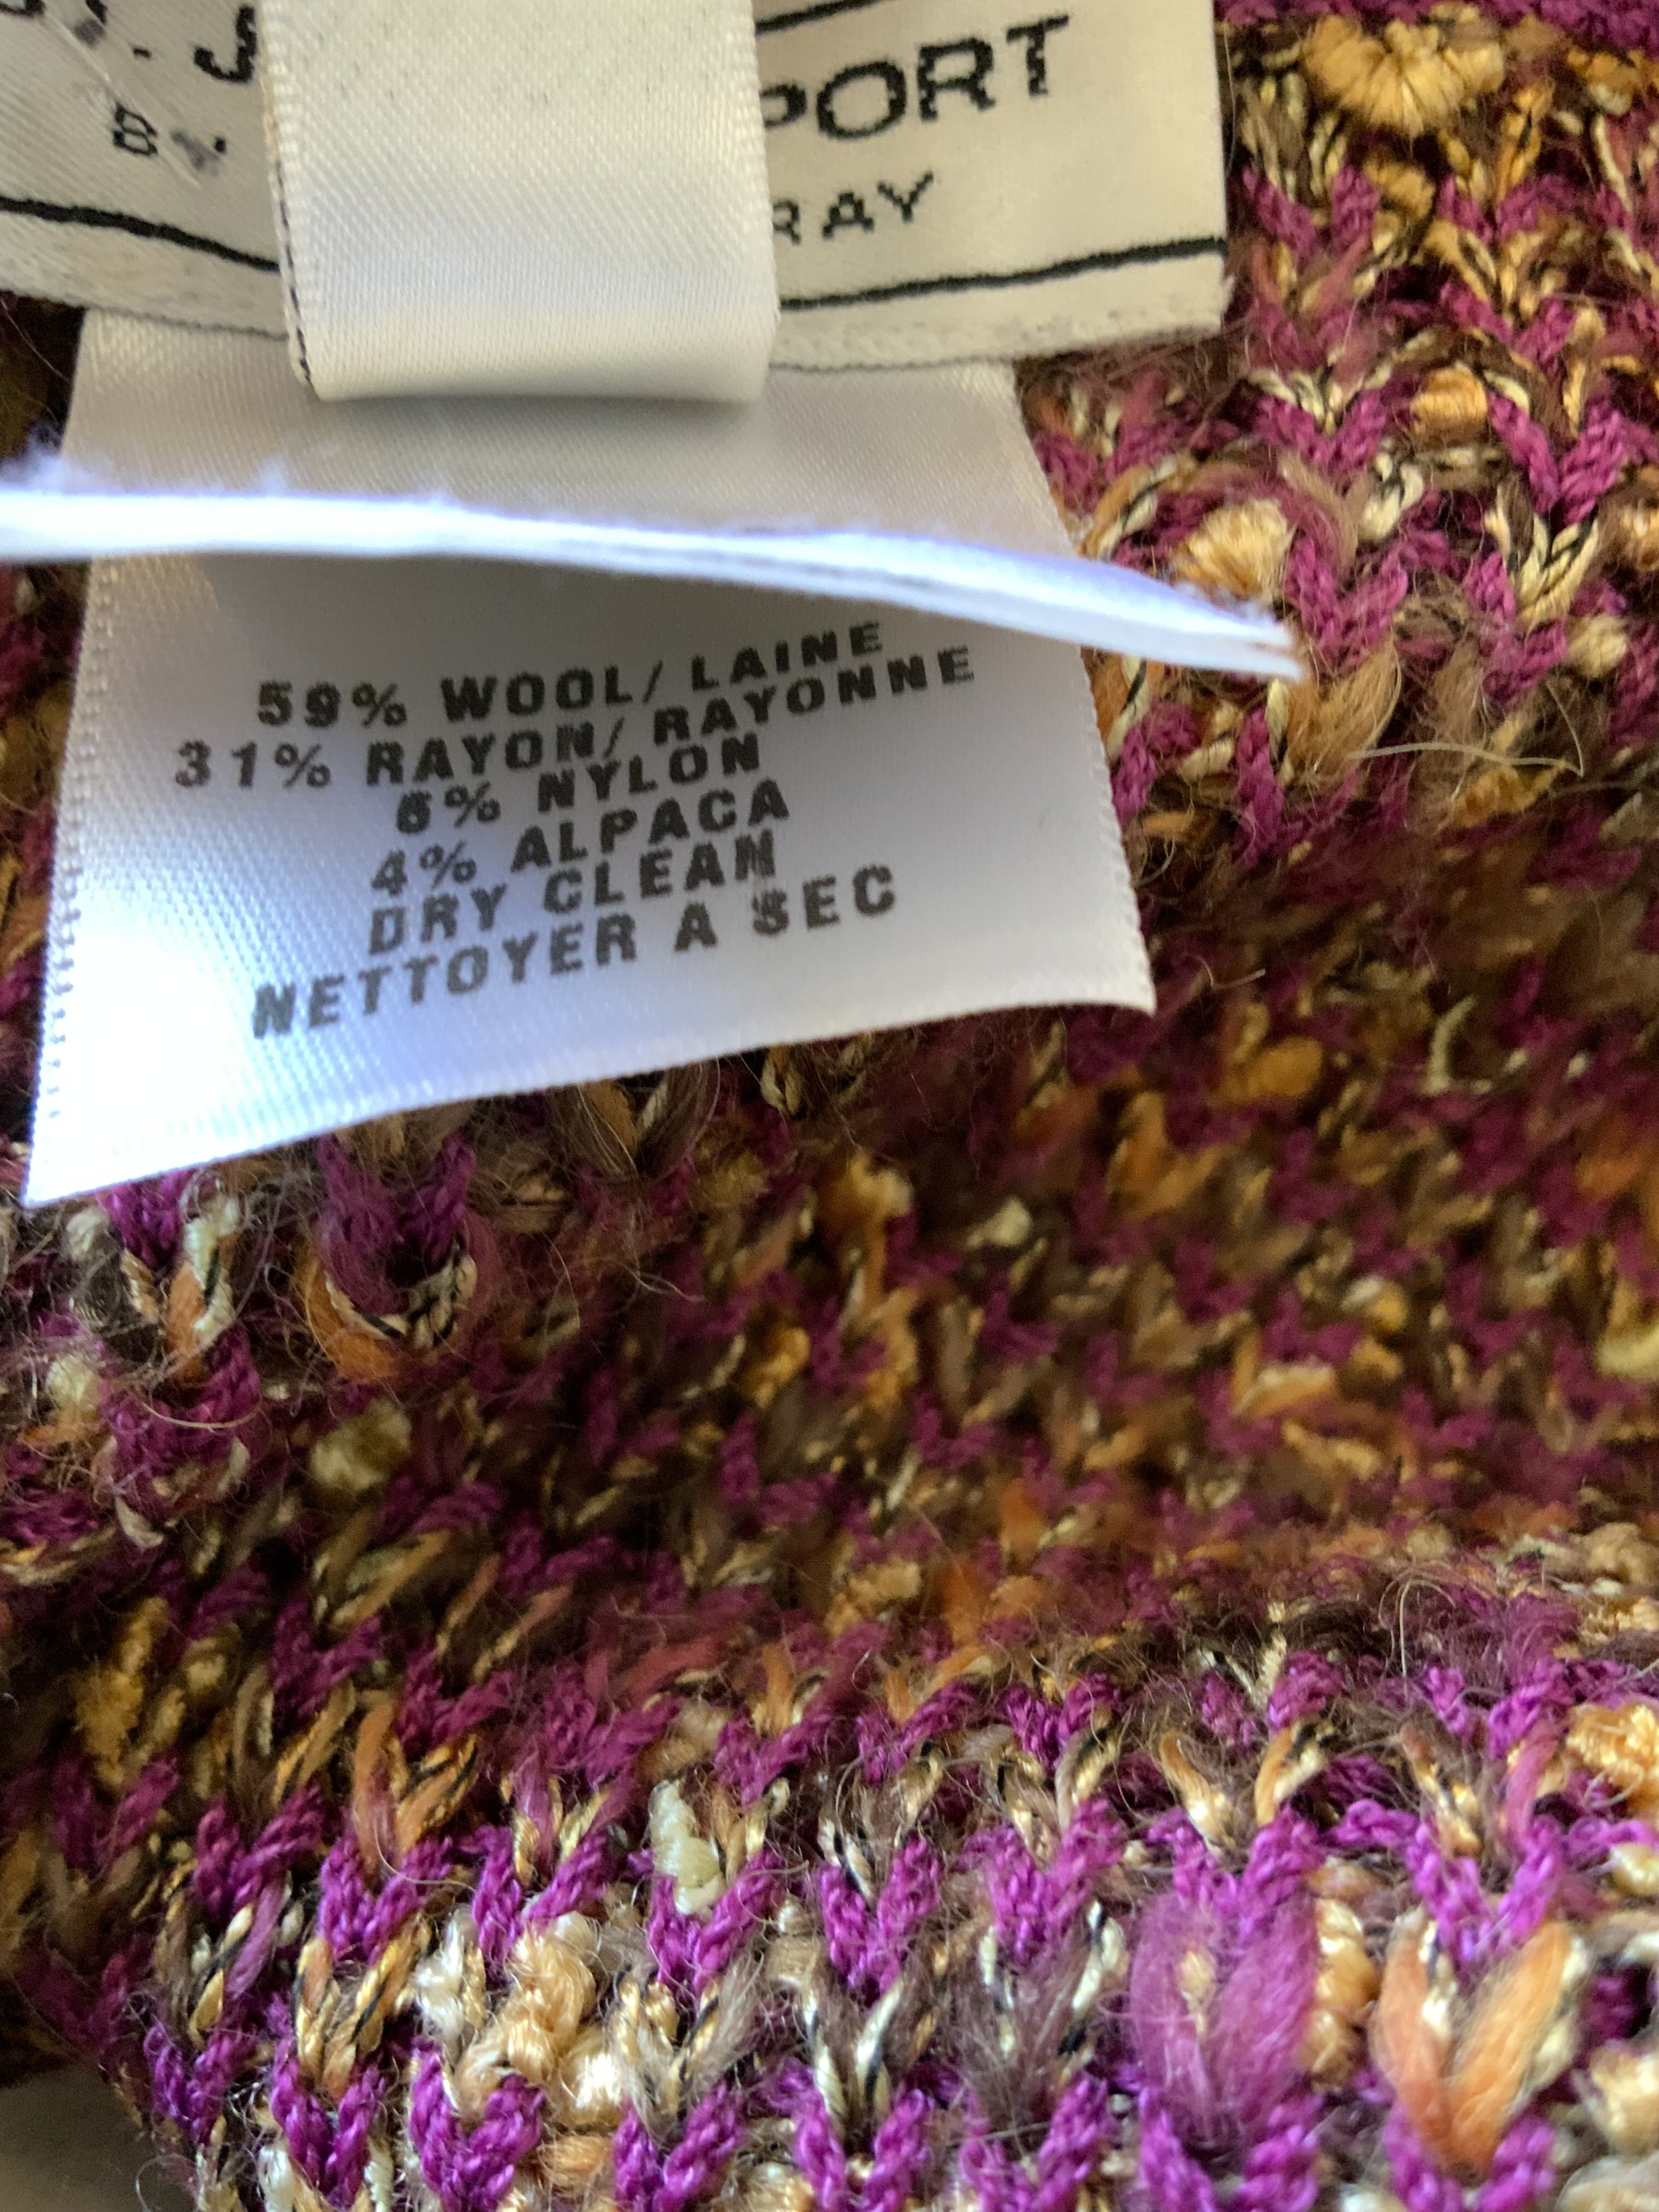 . J PORT
BY RAY
59% WOOL/ LAINE
31% RAYON/ RAYONNE
6% NYLON
4% ALPACA
DRY CLEAN
NETTOYER A SEC